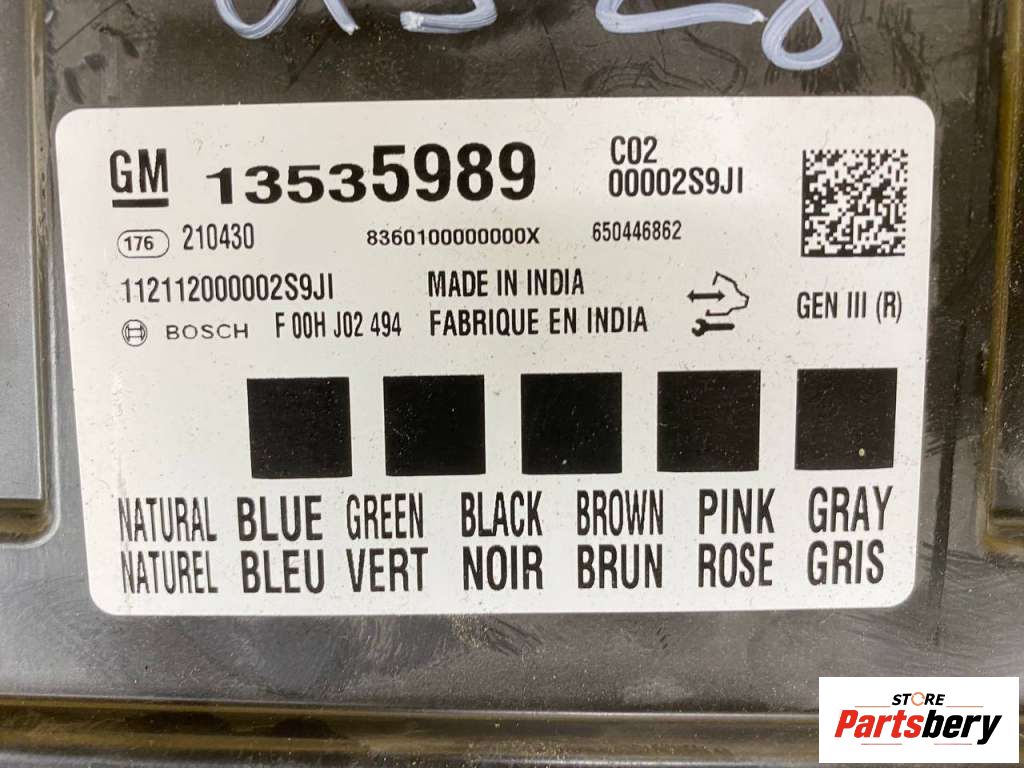 GM 13535989 C02
00002S9JI
176 210430 8360100000000X 650446862
112112000002S9JI MADE IN INDIA
GEN III (R)
BOSCH F 00H J02 494 FABRIQUE EN INDIA
NATURAL BLUE GREEN BLACK BROWN PINK GRAY
NATUREL BLEU VERT NOIR BRUN ROSE GRIS
STORE
Partsbery